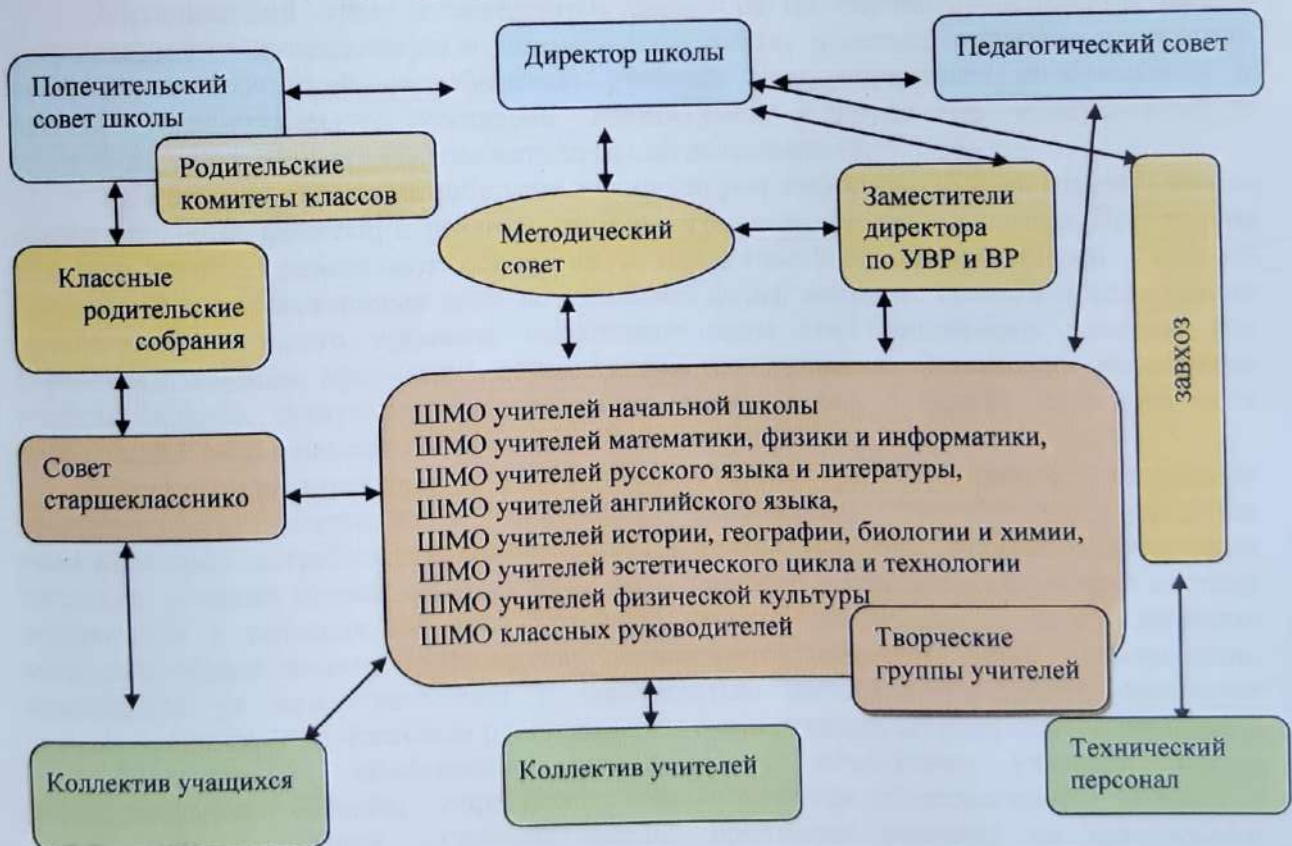 Директор школы
Педагогический совет
Попечительский
совет школы
Родительские
комитеты классов
Методический
совет
Заместители
директора
по УВР и ВР
завхоз
Классные
родительские
собрания
Совет
старшекласснико
ШМО учителей начальной школы
ШМО учителей математики, физики и информатики,
ШМО учителей русского языка и литературы,
ШМО учителей английского языка,
ШМО учителей истории, географии, биологии и химии,
ШМО учителей эстетического цикла и технологии
ШМО учителей физической культуры
ШМО классных руководителей
Творческие
группы учителей
Коллектив учащихся
Коллектив учителей
Технический
персонал